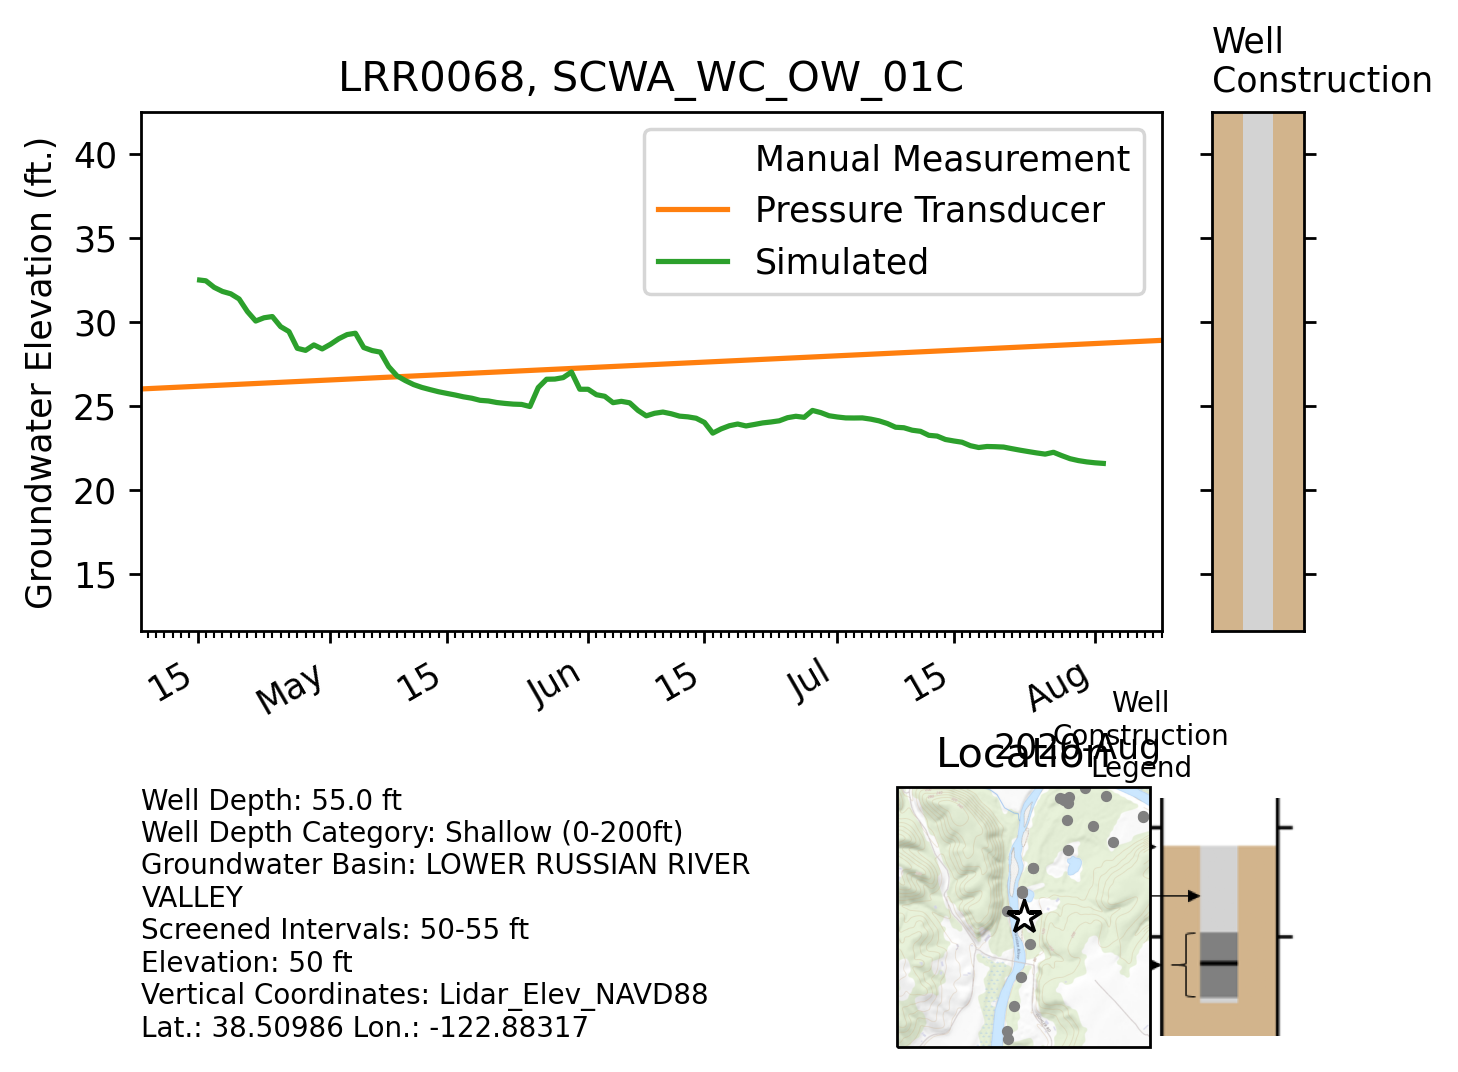 Well
Construction
LRR0068, SCWA_WC_OW_01C
Groundwater Elevation (ft.)
40
35
30
25
20
15
Manual Measurement
Pressure Transducer
Simulated
15
May
15
Jun
15
Jul
15
Aug
2020-Aug
Location
Well
Construction
Legend
Well Depth: 55.0 ft
Well Depth Category: Shallow (0-200ft)
Groundwater Basin: LOWER RUSSIAN RIVER
VALLEY
Screened Intervals: 50-55 ft
Elevation: 50 ft
Vertical Coordinates: Lidar_Elev_NAVD88
Lat.: 38.50986 Lon.: -122.88317